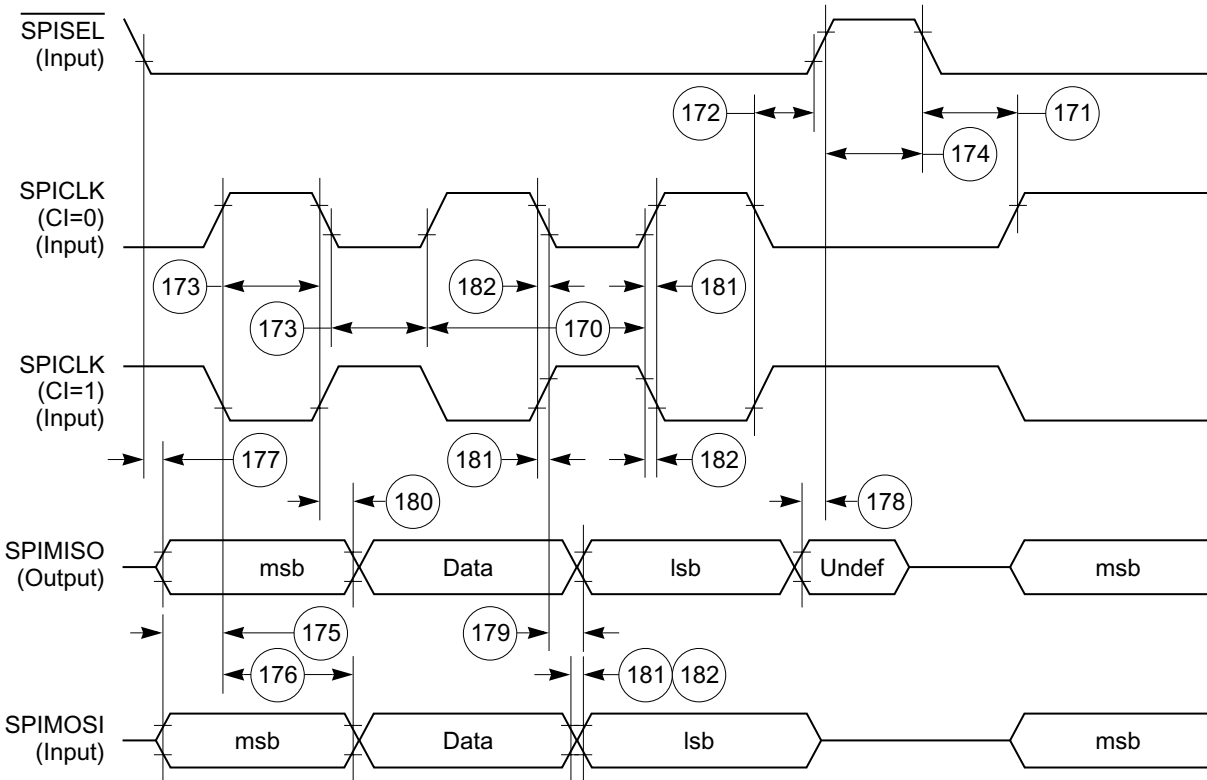 SPISEL
(Input)
172
171
174
SPICLK
(CI=0)
(Input)
173
182
181
173
170
SPICLK
(CI=1)
(Input)
177
181
182
180
178
SPIMISO
(Output)
msb
Data
lsb
Undef
msb
175
179
176
181
182
SPIMOSI
(Input)
msb
Data
lsb
msb